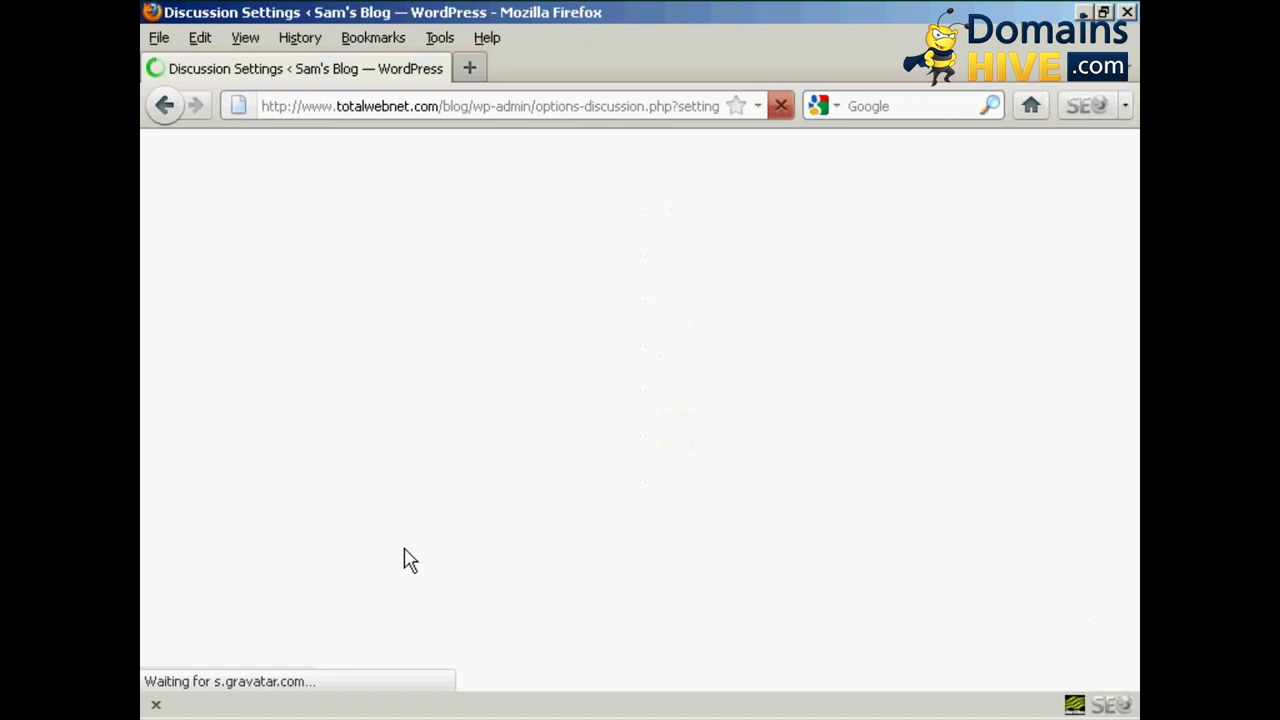 Discussion Settings ‹ Sam's Blog — WordPress - Mozilla Firefox
File Edit View History Bookmarks Tools Help
Domains
HIVE .com
Discussion Settings ‹ Sam's Blog — WordPress
http://www.totalwebnet.com/blog/wp-admin/options-discussion.php?setting
Google
SEO
Waiting for s.gravatar.com...
SEO